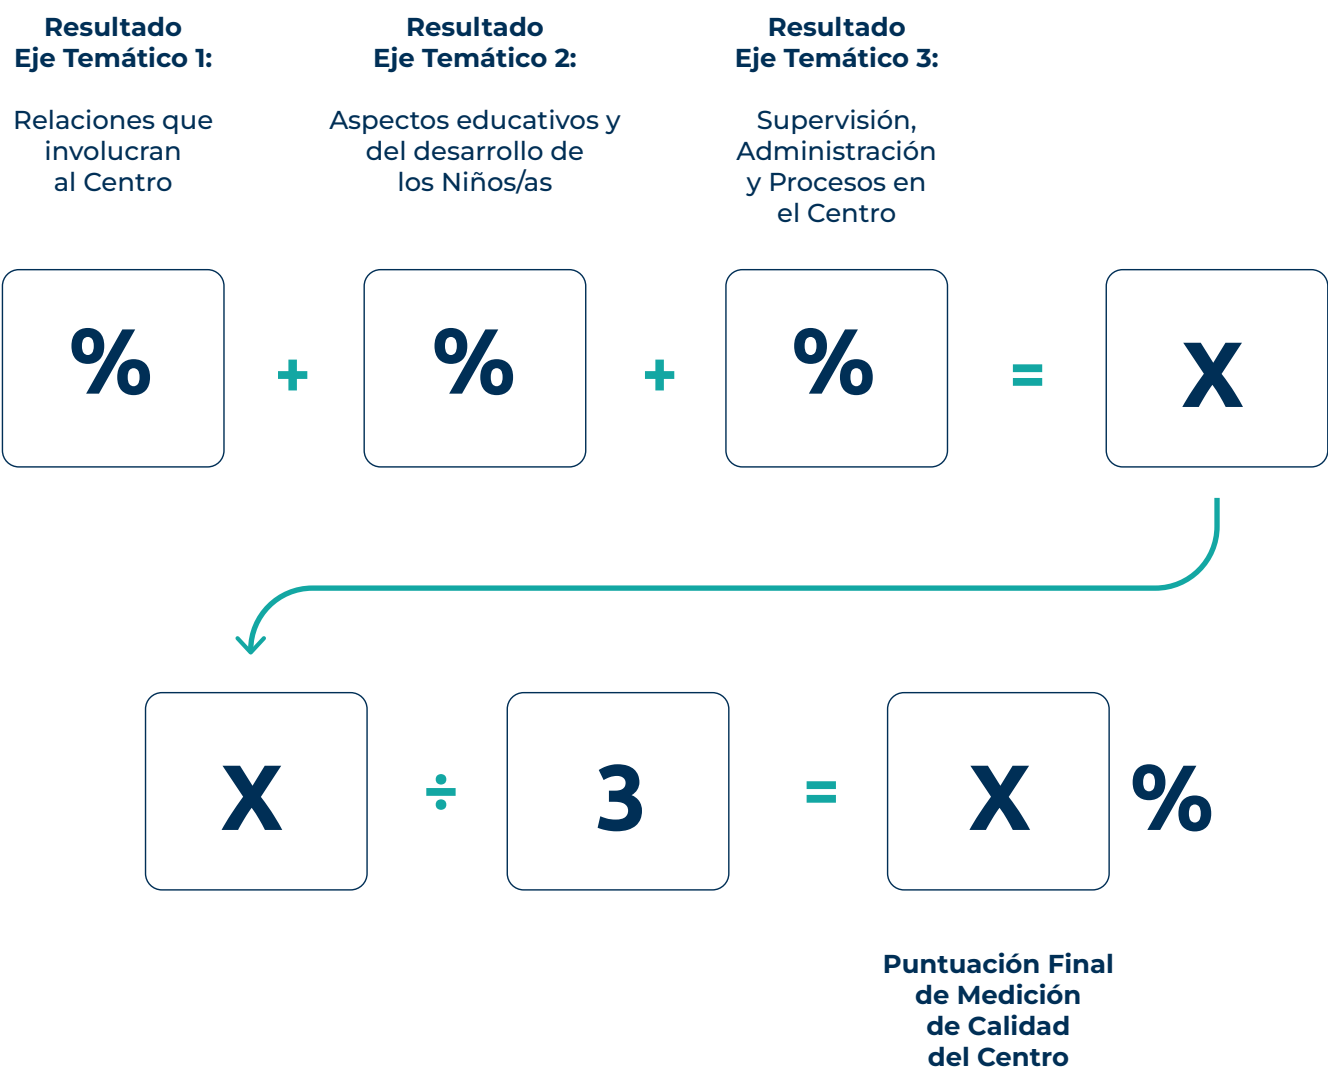 Resultado
Eje Temático 1:
Relaciones que
involucran
al Centro
Resultado
Eje Temático 2:
Aspectos educativos y
del desarrollo de
los Niños/as
Resultado
Eje Temático 3:
Supervisión,
Administración
y Procesos en
el Centro
% + % + % = X
X ÷ 3 = X %
Puntuación Final
de Medición
de Calidad
del Centro